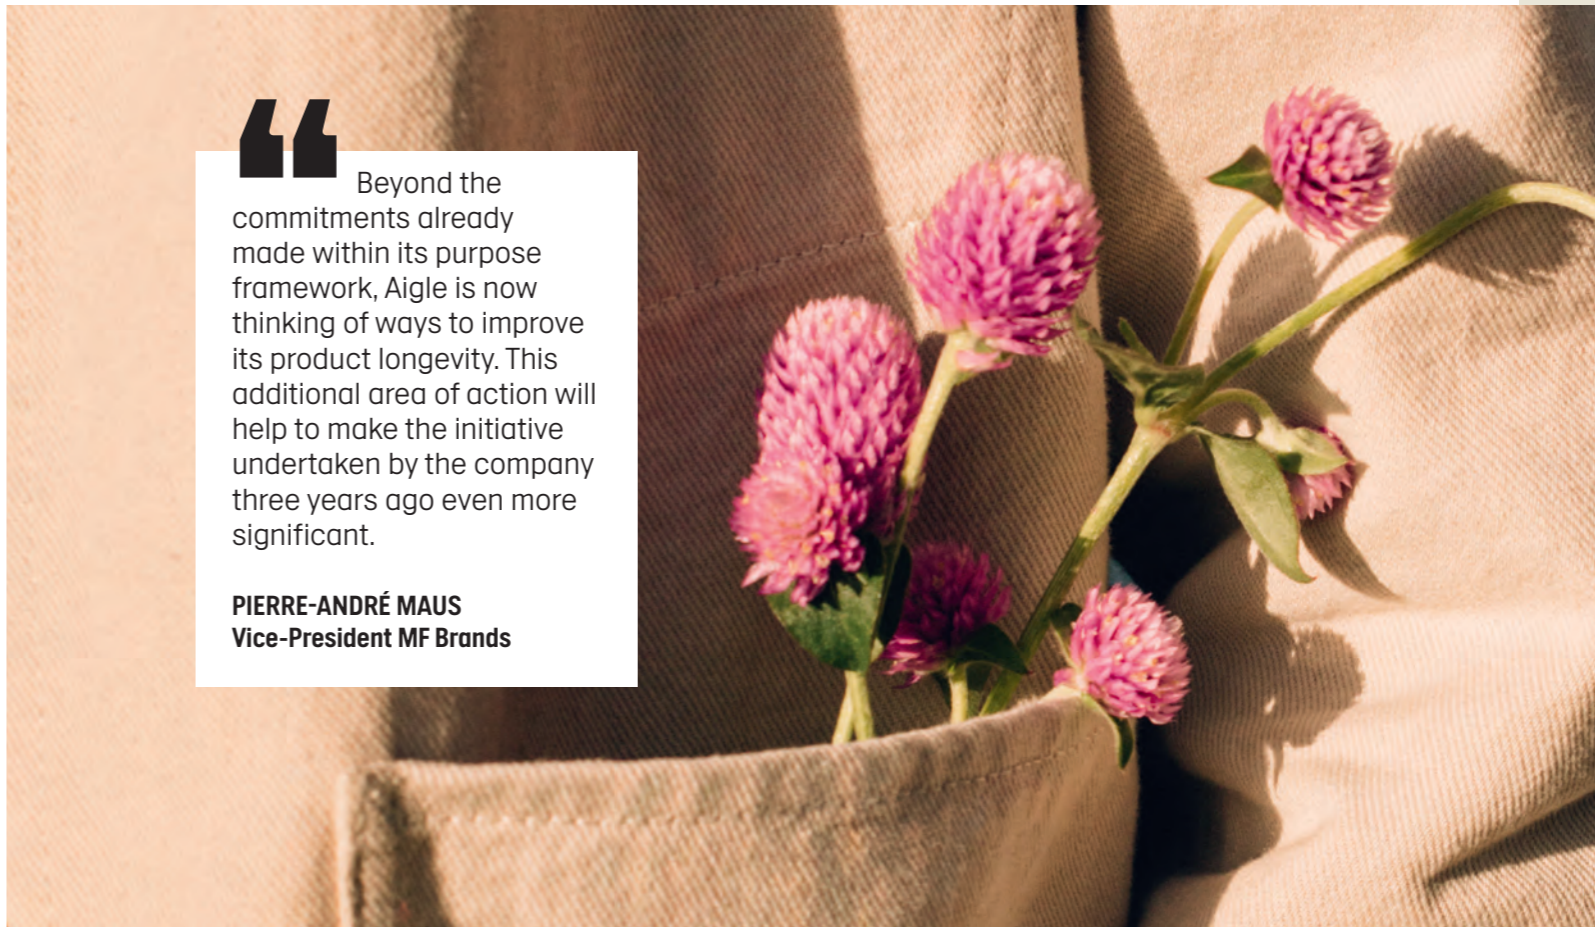 “ Beyond the
commitments already
made within its purpose
framework, Aigle is now
thinking of ways to improve
its product longevity. This
additional area of action will
help to make the initiative
undertaken by the company
three years ago even more
significant.
PIERRE-ANDRÉ MAUS
Vice-President MF Brands